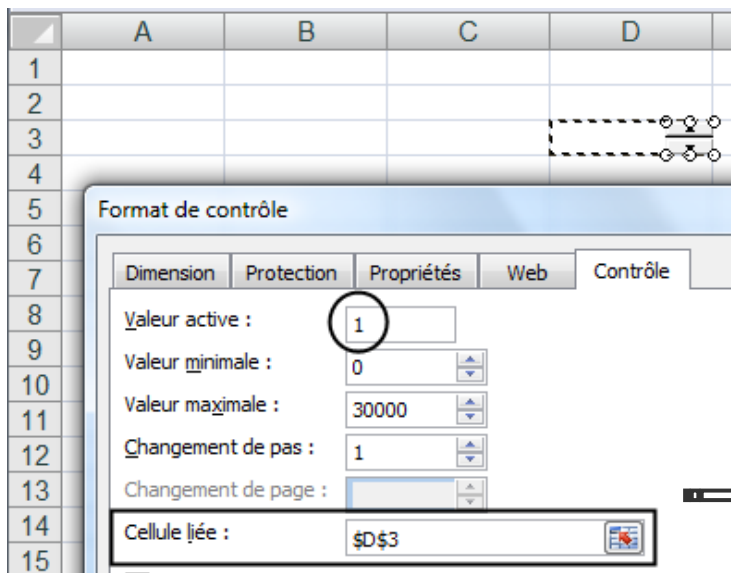 A B C D
1
2
3
4
5 Format de contrôle
6
7 Dimension Protection Propriétés Web Contrôle
8 Valeur active : 1
9 Valeur minimale : 0
10
11 Valeur maximale : 30000
12 Changement de pas : 1
13 Changement de page :
14 Cellule liée : $D$3
15